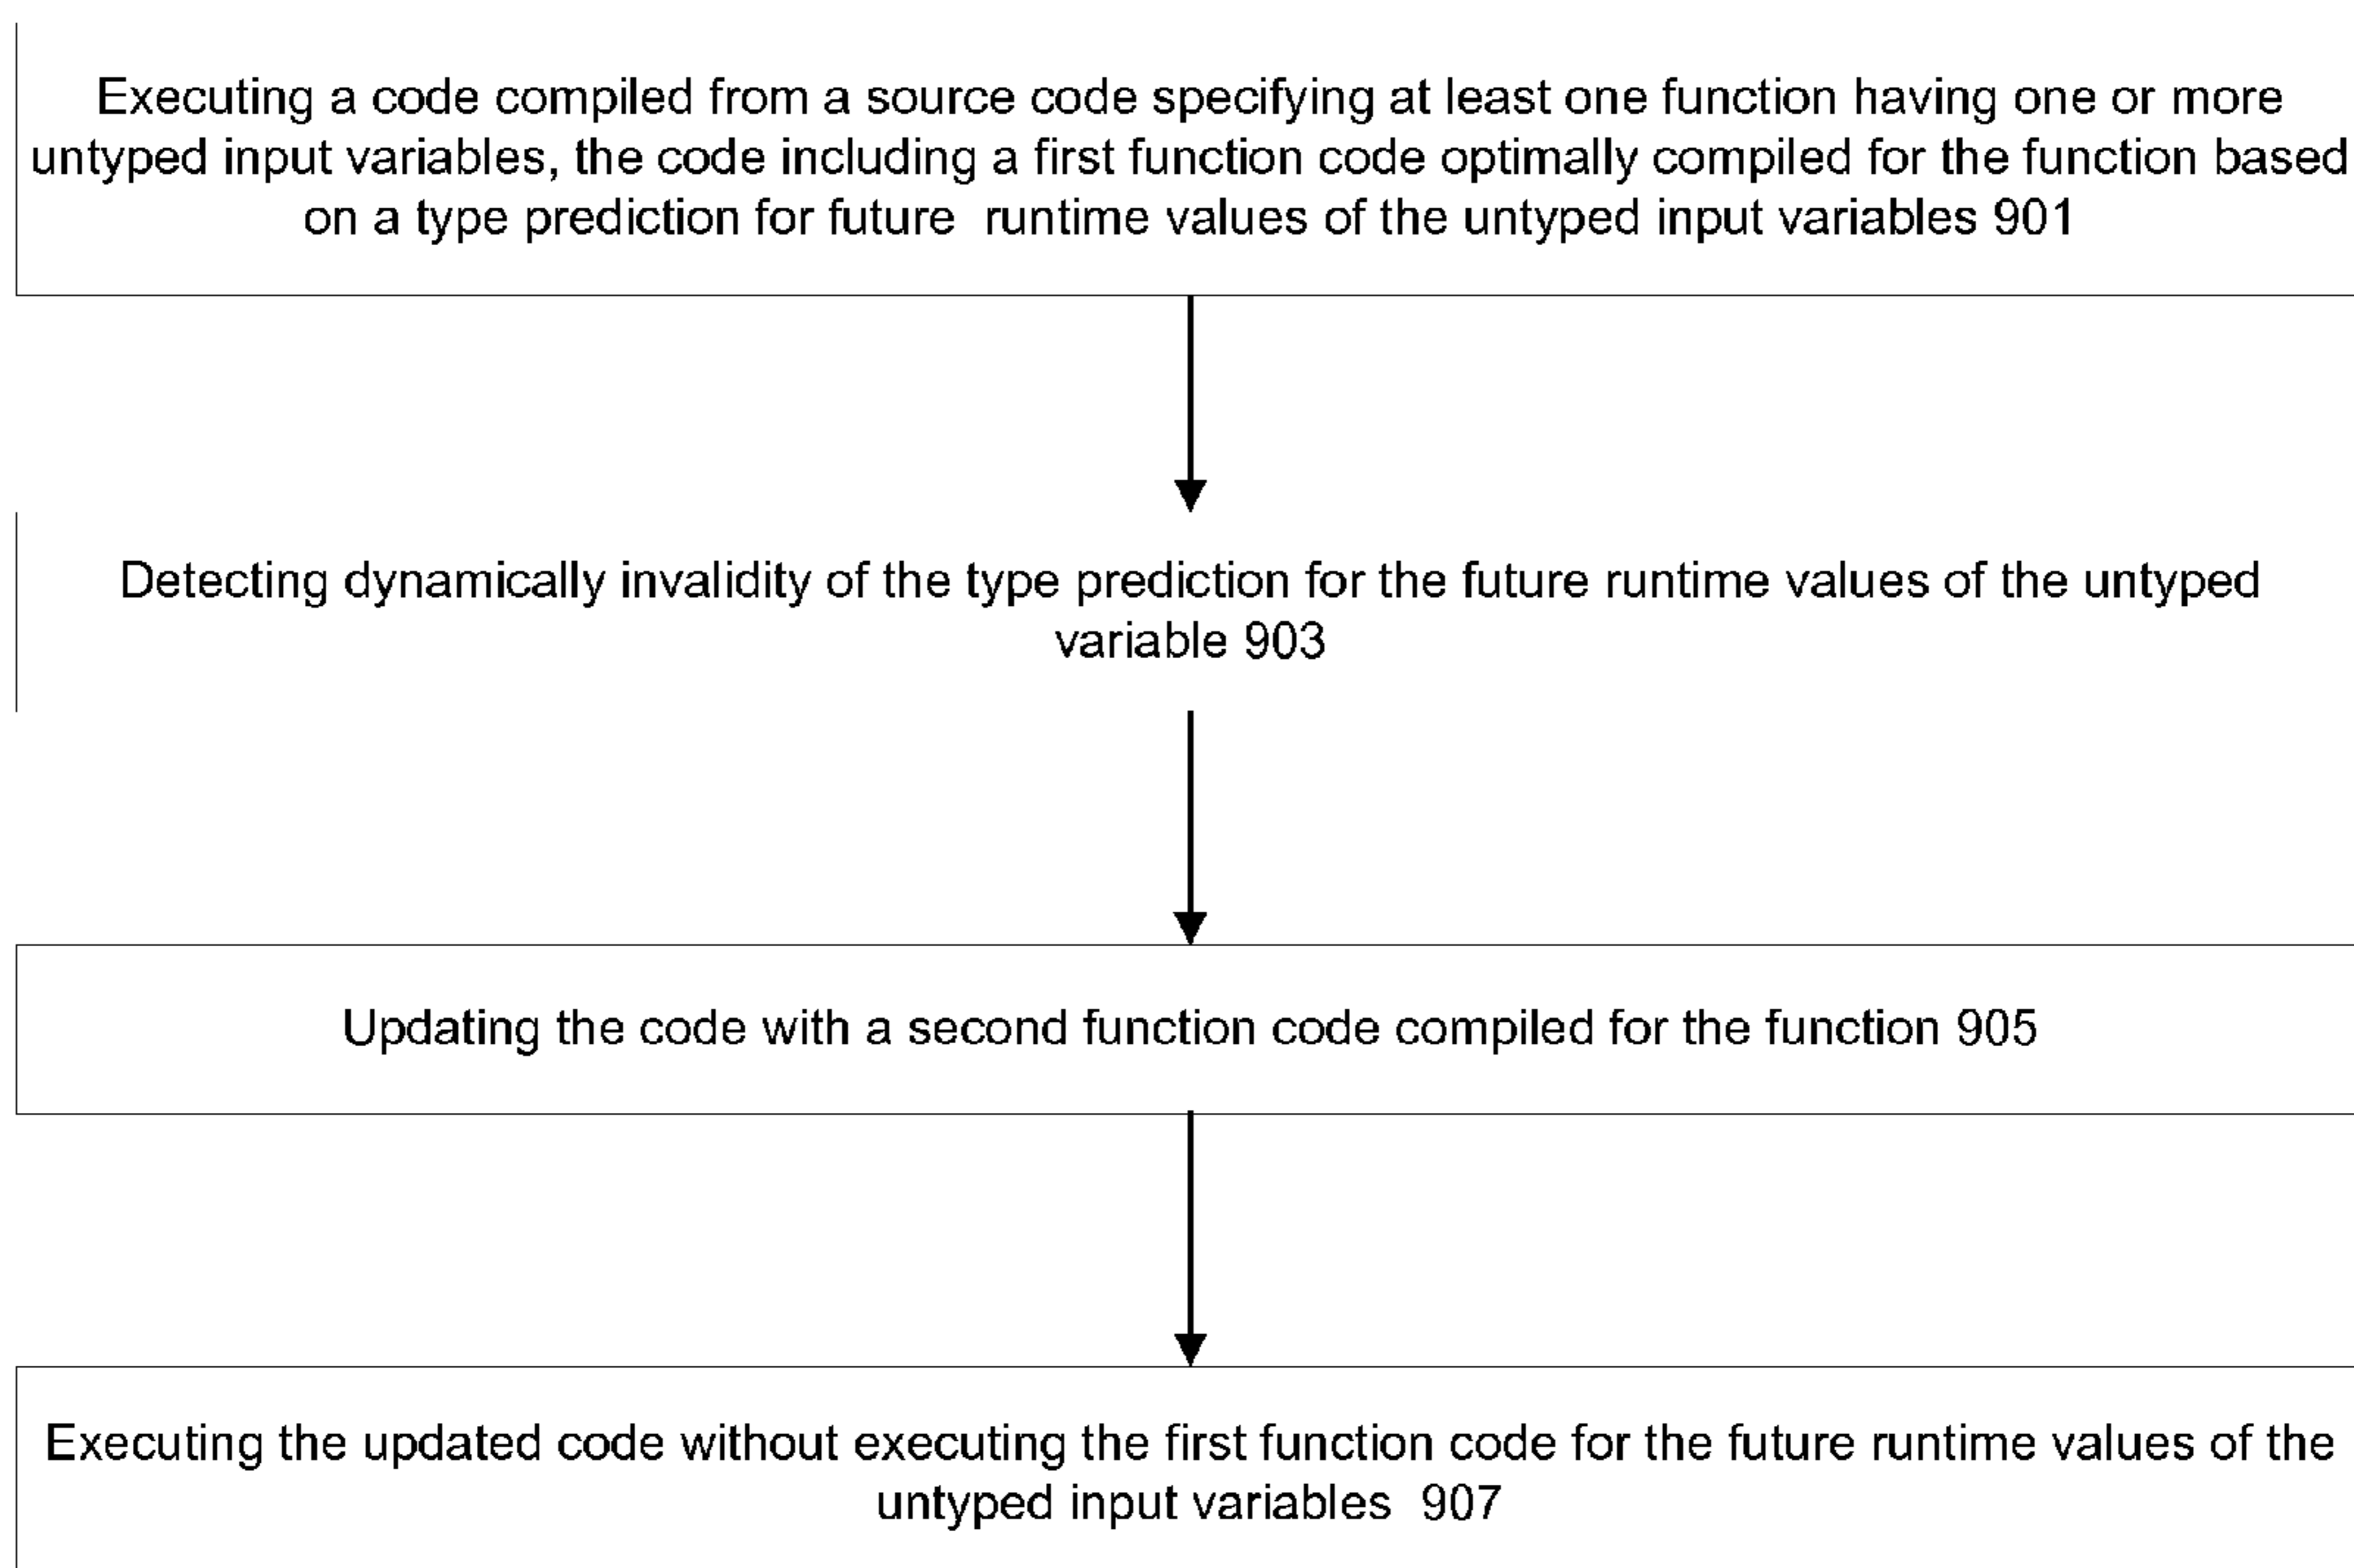 Executing a code compiled from a source code specifying at least one function having one or more
untyped input variables, the code including a first function code optimally compiled for the function based
on a type prediction for future runtime values of the untyped input variables 901
Detecting dynamically invalidity of the type prediction for the future runtime values of the untyped
variable 903
Updating the code with a second function code compiled for the function 905
Executing the updated code without executing the first function code for the future runtime values of the
untyped input variables 907